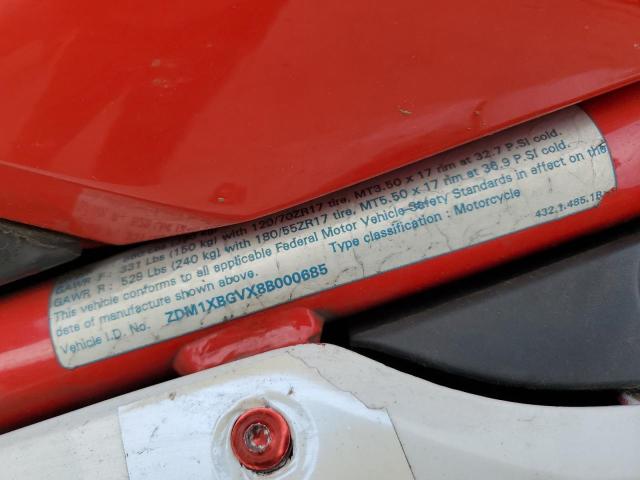 GAWR F : 331 Lbs (150 kg) with 120/70ZR17 tire, MT3.50 x 17 rim at 32.7 P.SI cold.
GAWR R : 529 Lbs (240 kg) with 180/55ZR17 tire, MT5.50 x 17 rim at 36.9 P.SI cold.
This vehicle conforms to all applicable Federal Motor Vehicle Safety Standards in effect on the
date of manufacture shown above. Type classification : Motorcycle
Vehicle I.D. No. ZDM1XBGVX8B000685